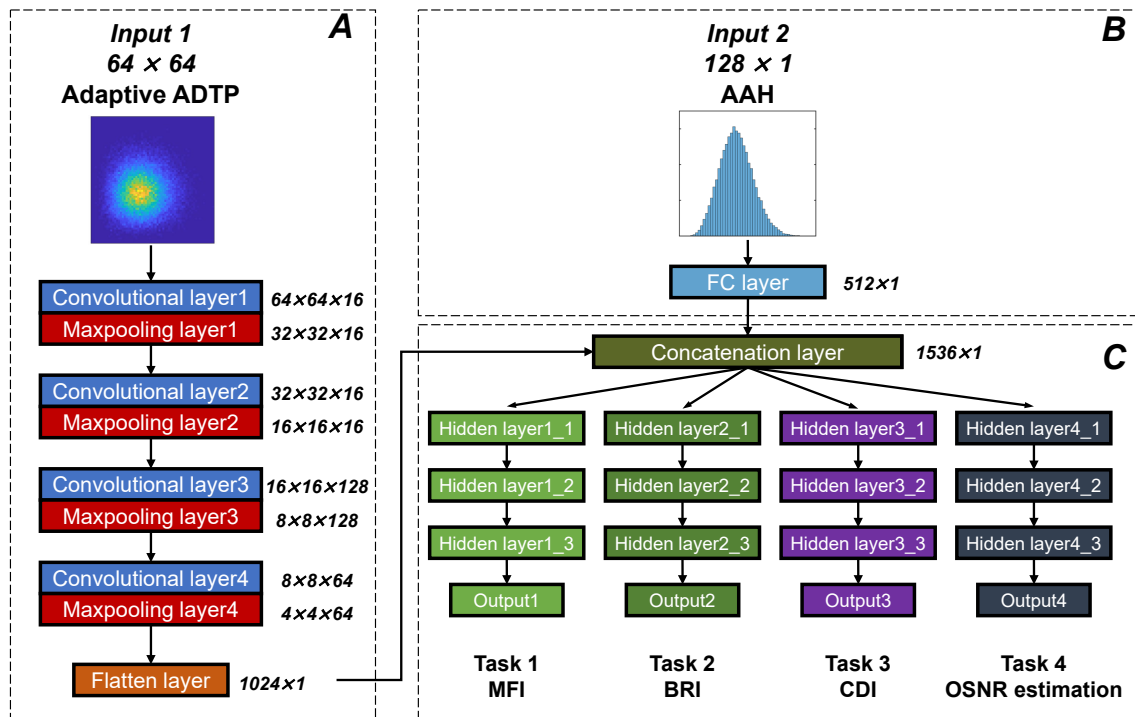 A
Input 1
64 × 64
Adaptive ADTP
Convolutional layer1
64×64×16
Maxpooling layer1
32×32×16
Convolutional layer2
32×32×16
Maxpooling layer2
16×16×16
Convolutional layer3
16×16×128
Maxpooling layer3
8×8×128
Convolutional layer4
8×8×64
Maxpooling layer4
4×4×64
Flatten layer
1024×1
B
Input 2
128 × 1
AAH
FC layer
512×1
C
Concatenation layer
1536×1
Hidden layer1_1
Hidden layer1_2
Hidden layer1_3
Output1
Task 1
MFI
Hidden layer2_1
Hidden layer2_2
Hidden layer2_3
Output2
Task 2
BRI
Hidden layer3_1
Hidden layer3_2
Hidden layer3_3
Output3
Task 3
CDI
Hidden layer4_1
Hidden layer4_2
Hidden layer4_3
Output4
Task 4
OSNR estimation